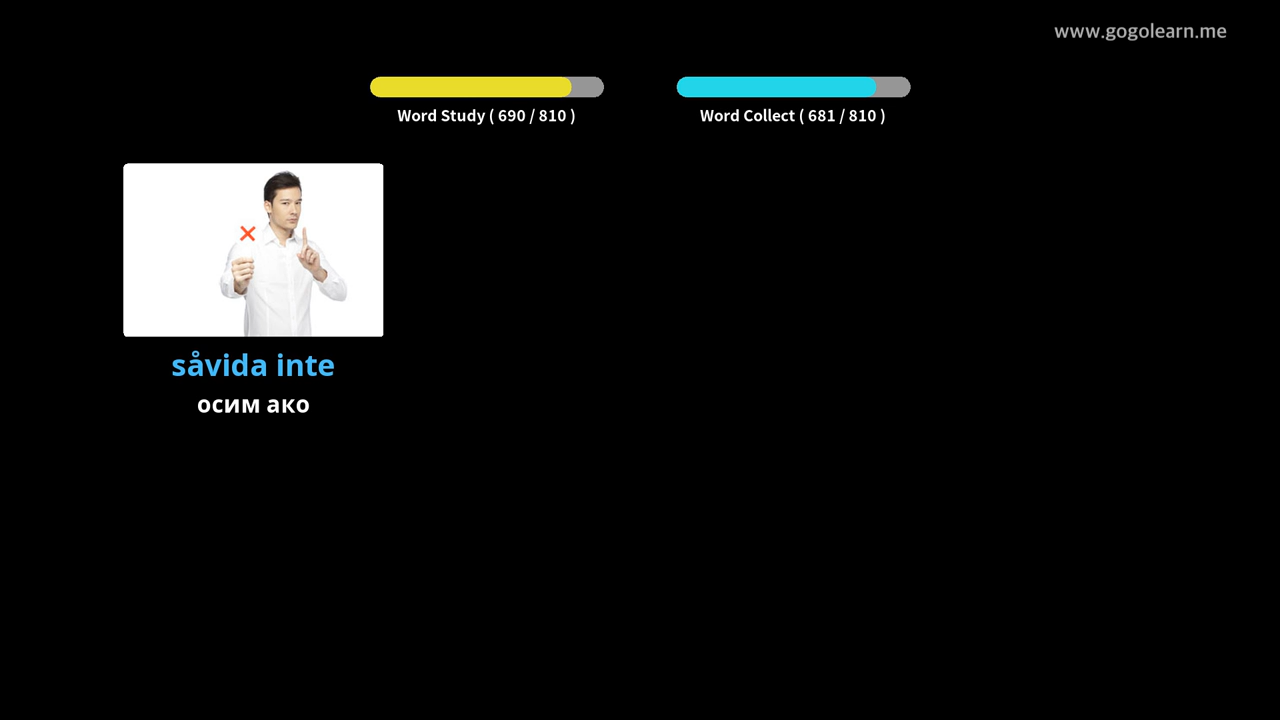 www.gogolearn.me
Word Study ( 690 / 810 )
Word Collect ( 681 / 810 )
såvida inte
осим ако